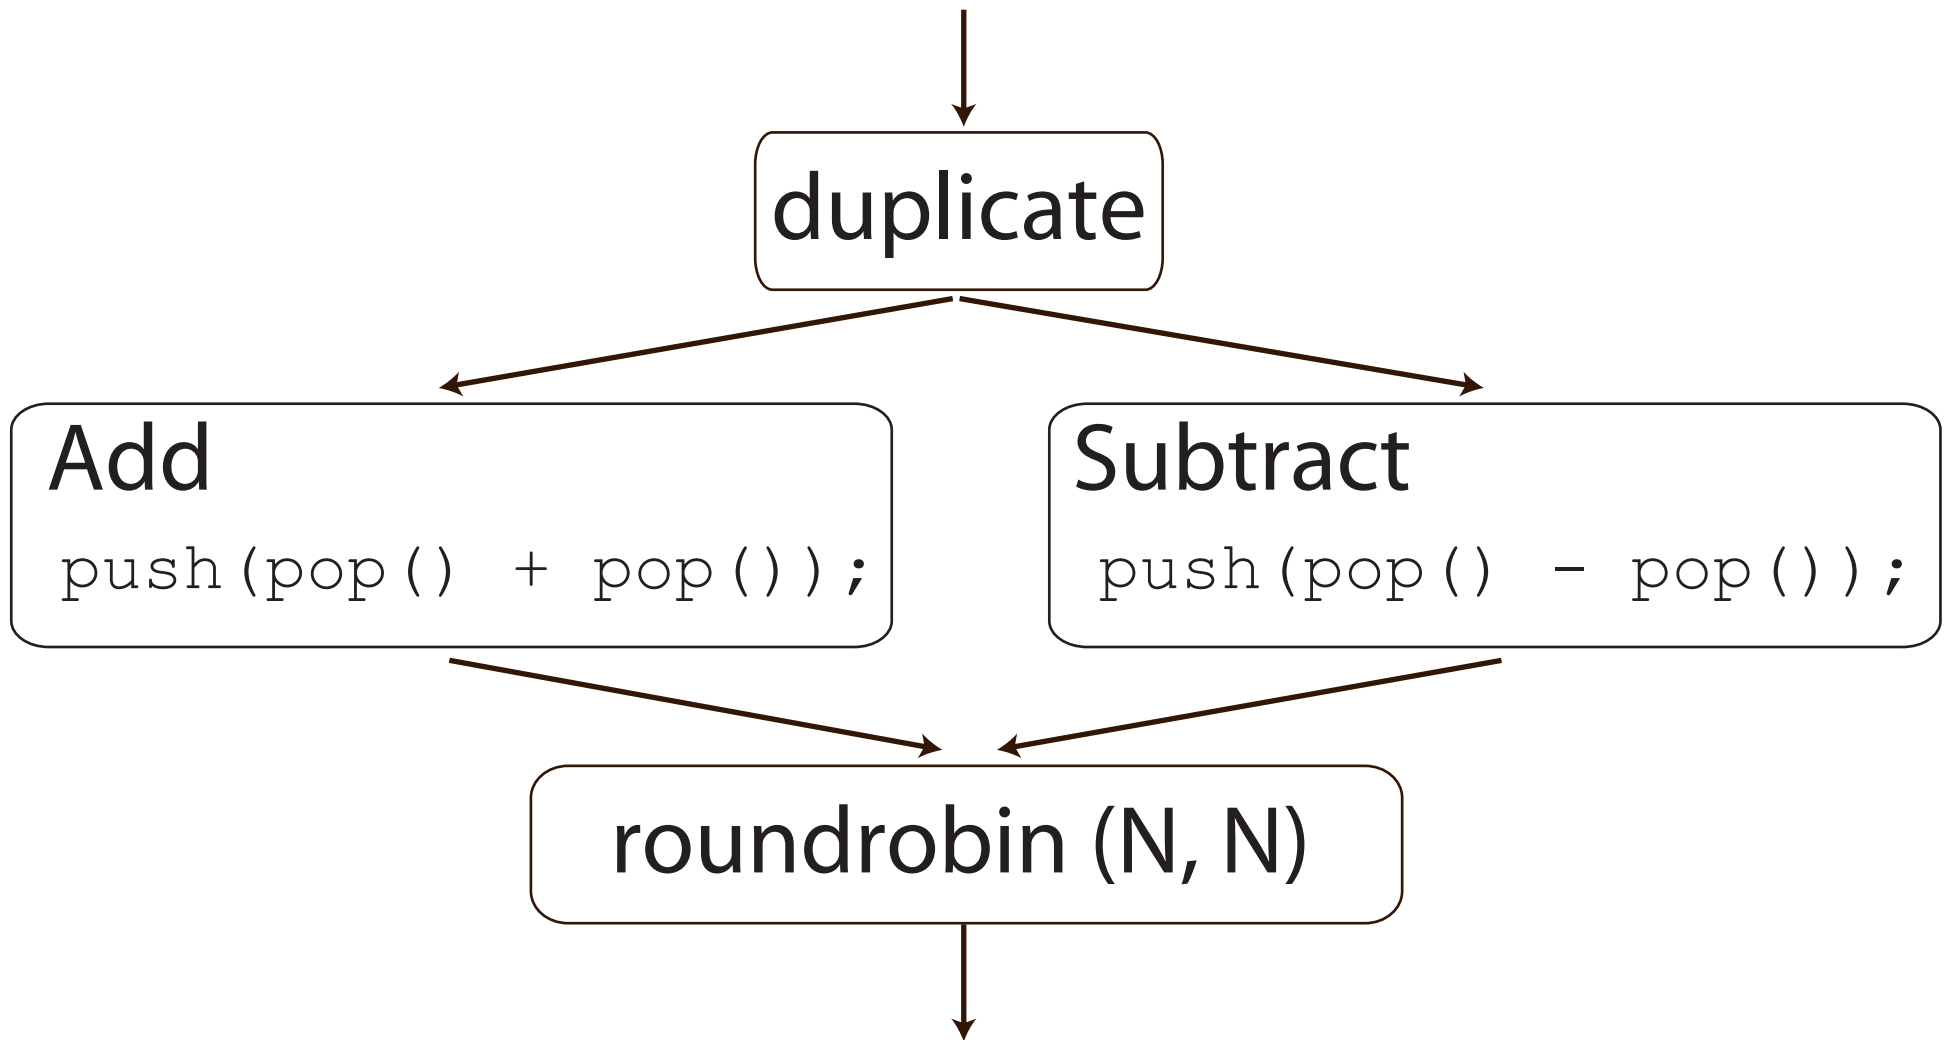 duplicate
Add
push(pop() + pop());
Subtract
push(pop() - pop());
roundrobin (N, N)